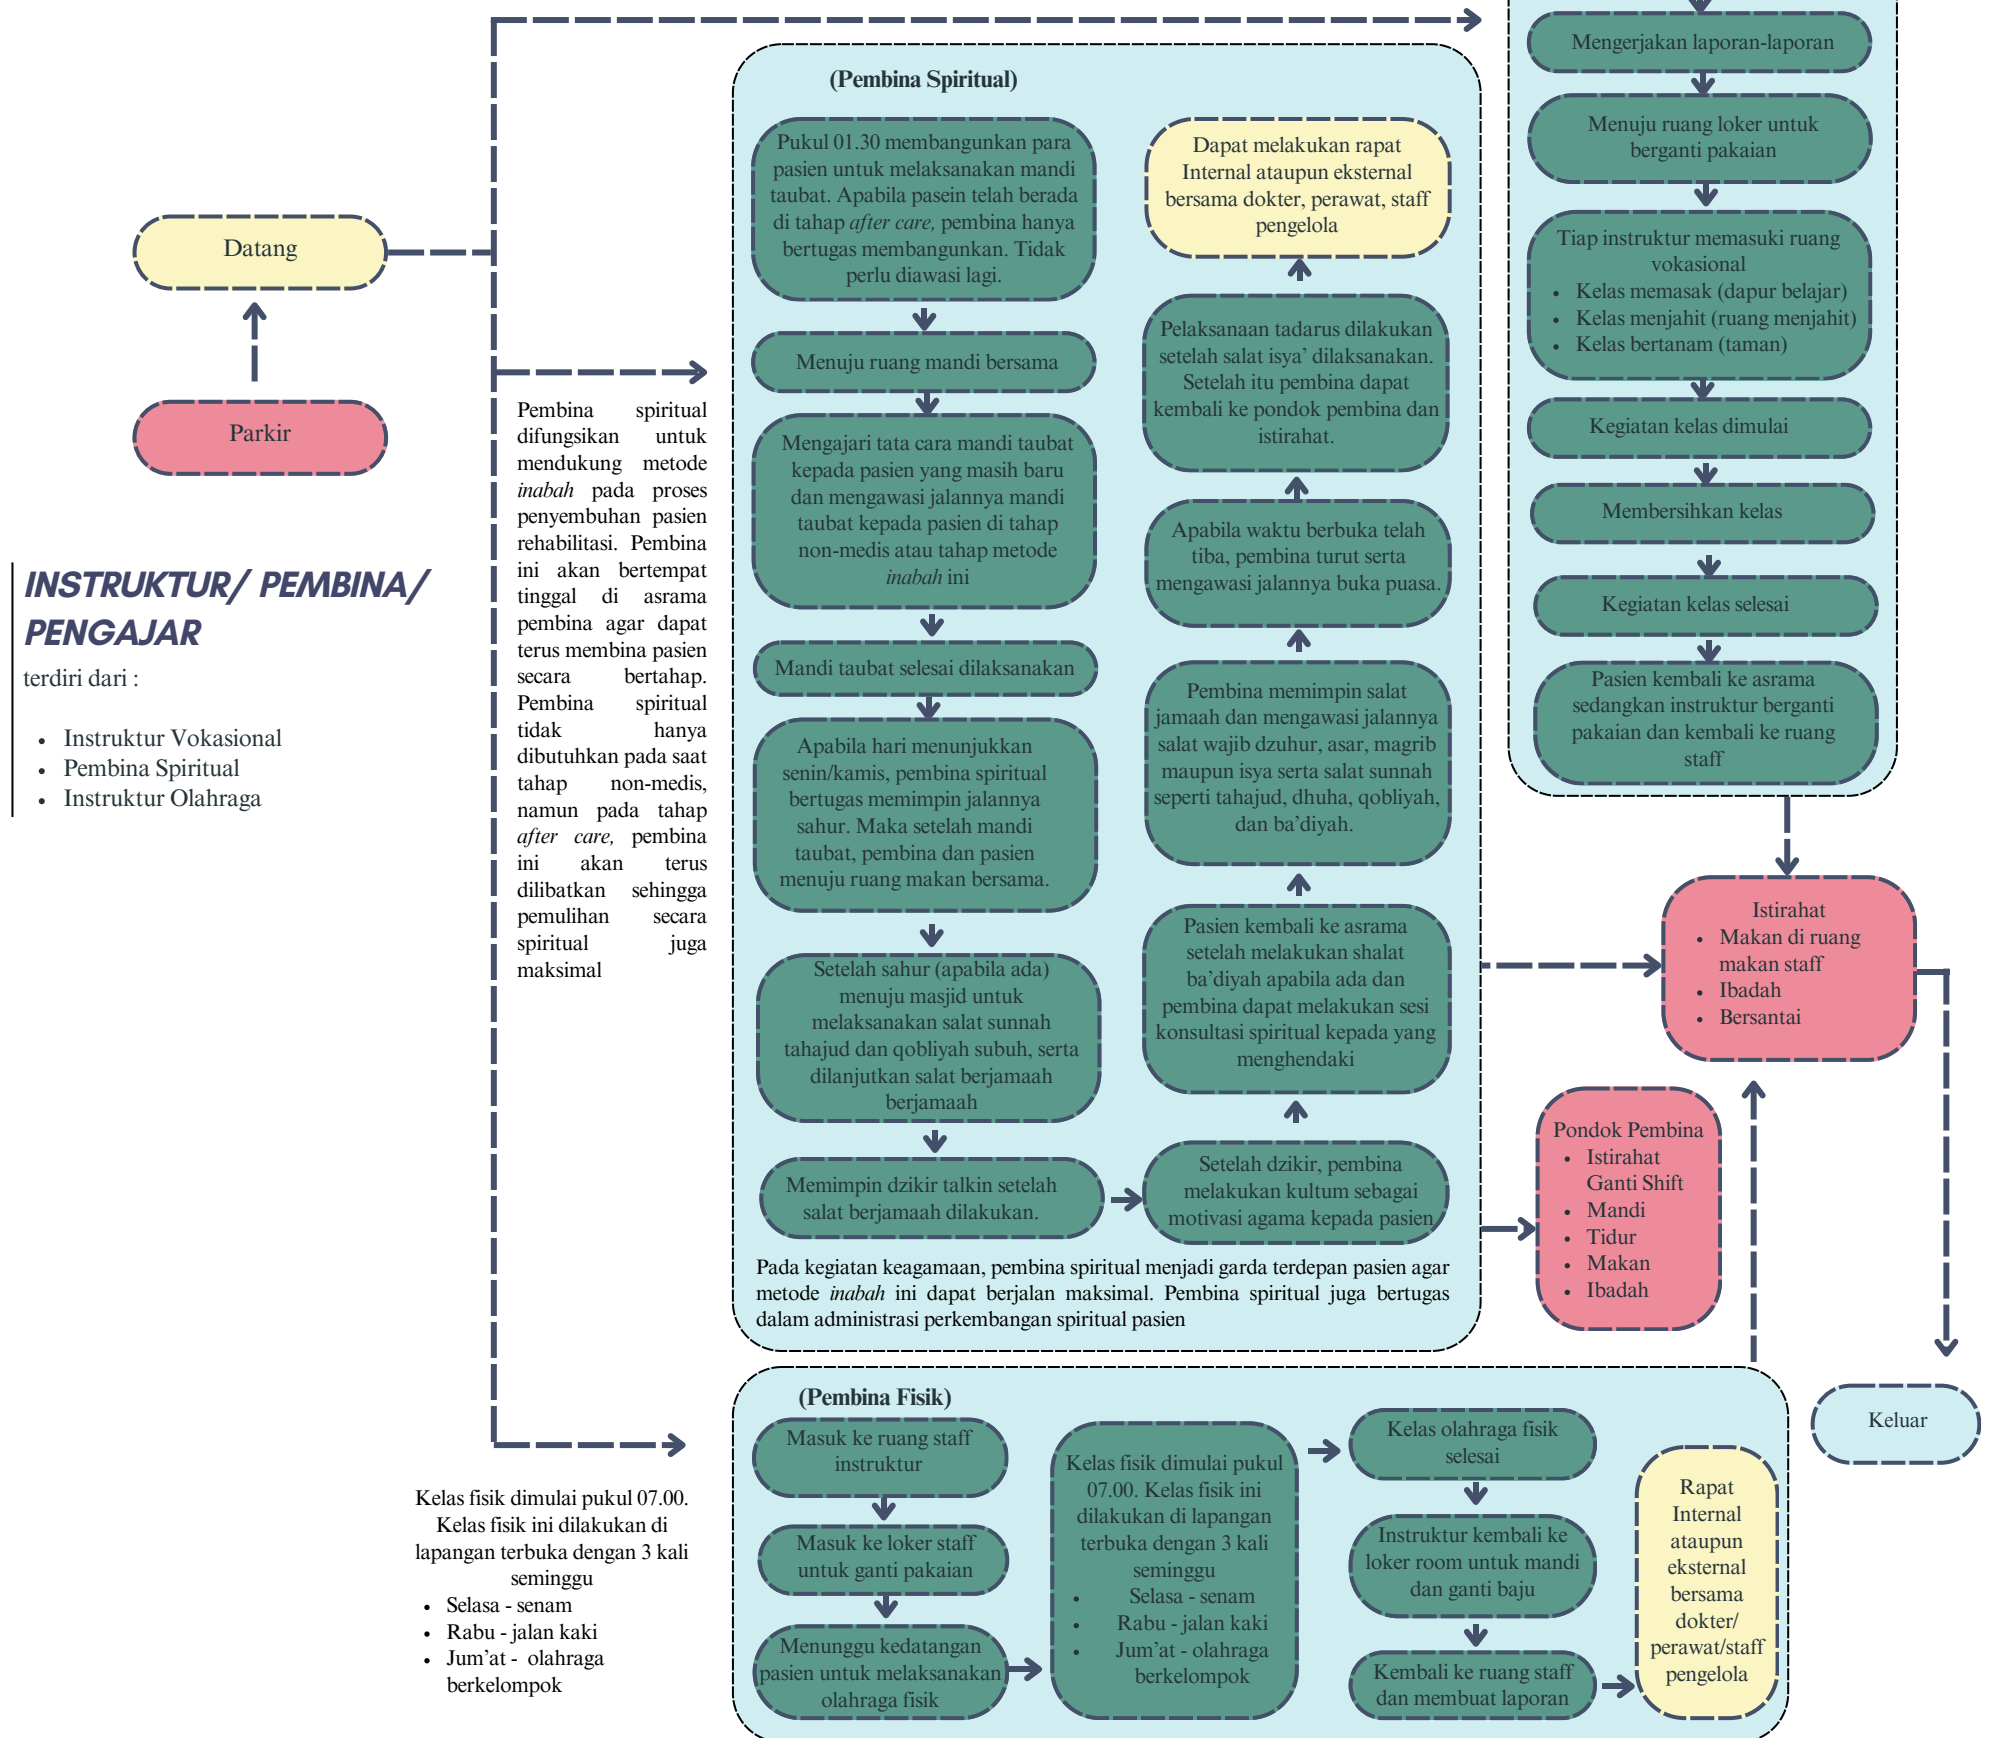 Datang
Parkir
INSTRUKTUR/ PEMBINA/
PENGAJAR
terdiri dari :
• Instruktur Vokasional
• Pembina Spiritual
• Instruktur Olahraga
Pembina spiritual
difungsikan untuk
mendukung metode
inabah pada proses
penyembuhan pasien
rehabilitasi. Pembina
ini akan bertempat
tinggal di asrama
pembina agar dapat
terus membina pasien
secara bertahap.
Pembina spiritual
tidak hanya
dibutuhkan pada saat
tahap non-medis,
namun pada tahap
after care, pembina
ini akan terus
dilibatkan sehingga
pemulihan secara
spiritual juga
maksimal
(Pembina Spiritual)
Pukul 01.30 membangunkan para
pasien untuk melaksanakan mandi
taubat. Apabila pasein telah berada
di tahap after care, pembina hanya
bertugas membangunkan. Tidak
perlu diawasi lagi.
Menuju ruang mandi bersama
Mengajari tata cara mandi taubat
kepada pasien yang masih baru
dan mengawasi jalannya mandi
taubat kepada pasien di tahap
non-medis atau tahap metode
inabah ini
Mandi taubat selesai dilaksanakan
Apabila hari menunjukkan
senin/kamis, pembina spiritual
bertugas memimpin jalannya
sahur. Maka setelah mandi
taubat, pembina dan pasien
menuju ruang makan bersama.
Setelah sahur (apabila ada)
menuju masjid untuk
melaksanakan salat sunnah
tahajud dan qobliyah subuh, serta
dilanjutkan salat berjamaah
berjamaah
Memimpin dzikir talkin setelah
salat berjamaah dilakukan.
Setelah dzikir, pembina
melakukan kultum sebagai
motivasi agama kepada pasien
Pasien kembali ke asrama
setelah melakukan shalat
ba’diyah apabila ada dan
pembina dapat melakukan sesi
konsultasi spiritual kepada yang
menghendaki
Pembina memimpin salat
jamaah dan mengawasi jalannya
salat wajib dzuhur, asar, magrib
maupun isya serta salat sunnah
seperti tahajud, dhuha, qobliyah,
dan ba’diyah.
Apabila waktu berbuka telah
tiba, pembina turut serta
mengawasi jalannya buka puasa.
Pelaksanaan tadarus dilakukan
setelah salat isya’ dilaksanakan.
Setelah itu pembina dapat
kembali ke pondok pembina dan
istirahat.
Dapat melakukan rapat
Internal ataupun eksternal
bersama dokter, perawat, staff
pengelola
Pada kegiatan keagamaan, pembina spiritual menjadi garda terdepan pasien agar
metode inabah ini dapat berjalan maksimal. Pembina spiritual juga bertugas
dalam administrasi perkembangan spiritual pasien
Mengerjakan laporan-laporan
Menuju ruang loker untuk
berganti pakaian
Tiap instruktur memasuki ruang
vokasional
• Kelas memasak (dapur belajar)
• Kelas menjahit (ruang menjahit)
• Kelas bertanam (taman)
Kegiatan kelas dimulai
Membersihkan kelas
Kegiatan kelas selesai
Pasien kembali ke asrama
sedangkan instruktur berganti
pakaian dan kembali ke ruang
staff
Istirahat
• Makan di ruang
makan staff
• Ibadah
• Bersantai
Pondok Pembina
• Istirahat
Ganti Shift
• Mandi
• Tidur
• Makan
• Ibadah
Keluar
Kelas fisik dimulai pukul 07.00.
Kelas fisik ini dilakukan di
lapangan terbuka dengan 3 kali
seminggu
• Selasa - senam
• Rabu - jalan kaki
• Jum’at - olahraga
berkelompok
(Pembina Fisik)
Masuk ke ruang staff
instruktur
Masuk ke loker staff
untuk ganti pakaian
Menunggu kedatangan
pasien untuk melaksanakan
olahraga fisik
Kelas fisik dimulai pukul
07.00. Kelas fisik ini
dilakukan di lapangan
terbuka dengan 3 kali
seminggu
• Selasa - senam
• Rabu - jalan kaki
• Jum’at - olahraga
berkelompok
Kelas olahraga fisik
selesai
Instruktur kembali ke
loker room untuk mandi
dan ganti baju
Kembali ke ruang staff
dan membuat laporan
Rapat
Internal
ataupun
eksternal
bersama
dokter/
perawat/staff
pengelola